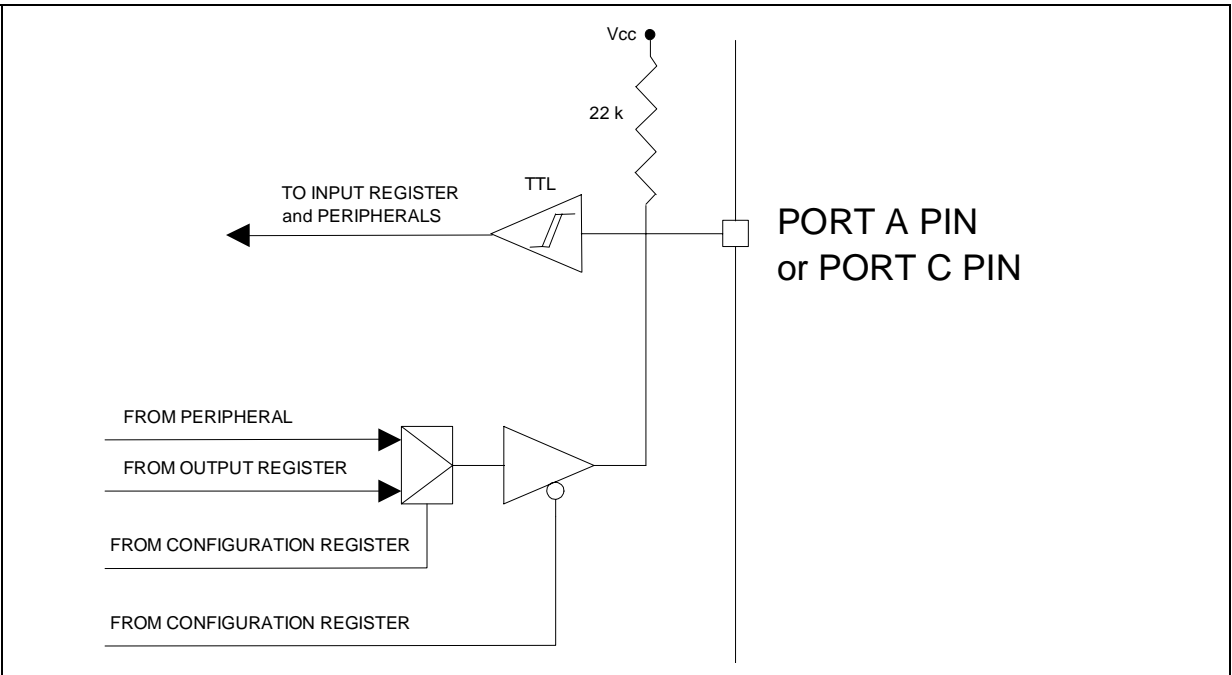 Vcc
22 k
TTL
TO INPUT REGISTER
and PERIPHERALS
PORT A PIN
or PORT C PIN
FROM PERIPHERAL
FROM OUTPUT REGISTER
FROM CONFIGURATION REGISTER
FROM CONFIGURATION REGISTER